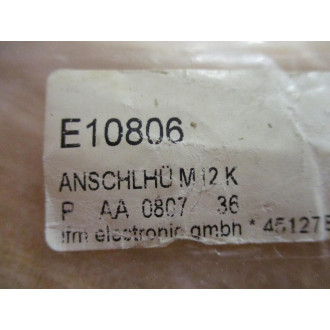 E10806
ANSCHLHÜ M12 K
P AA 0807 36
ifm electronic gmbh * 45127